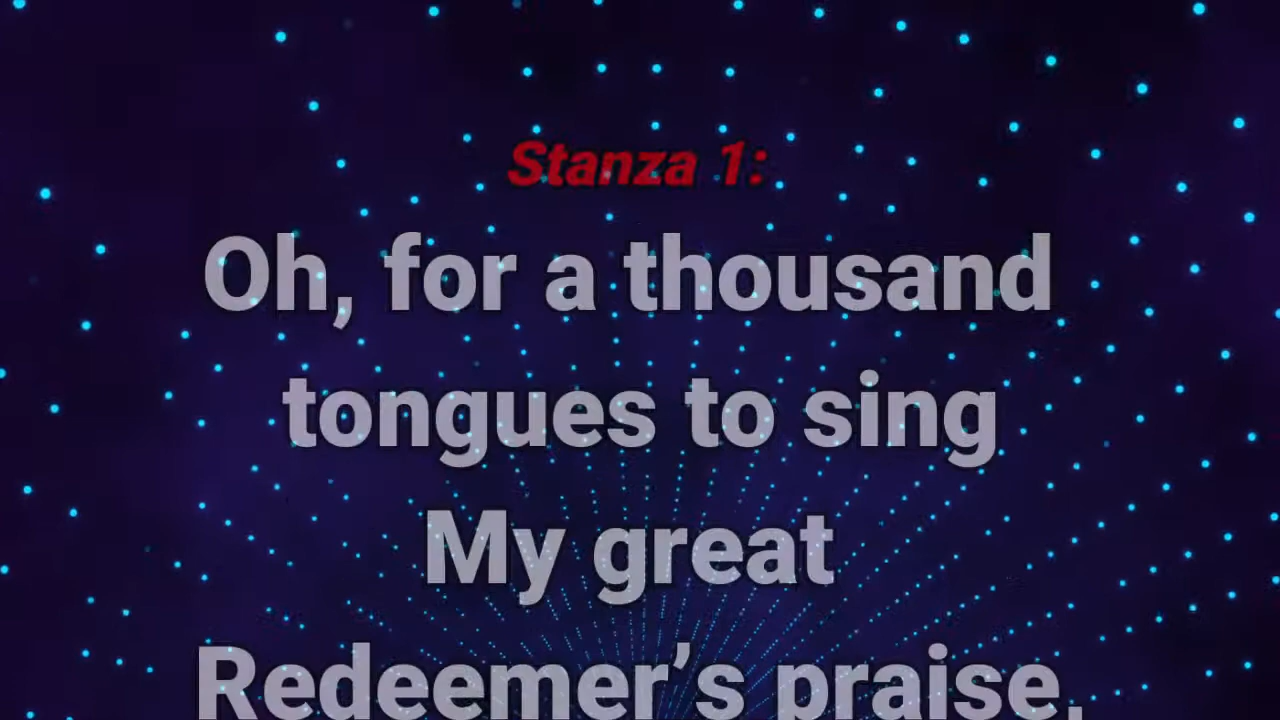 Stanza 1:
Oh, for a thousand
tongues to sing
My great
Redeemer’s praise,